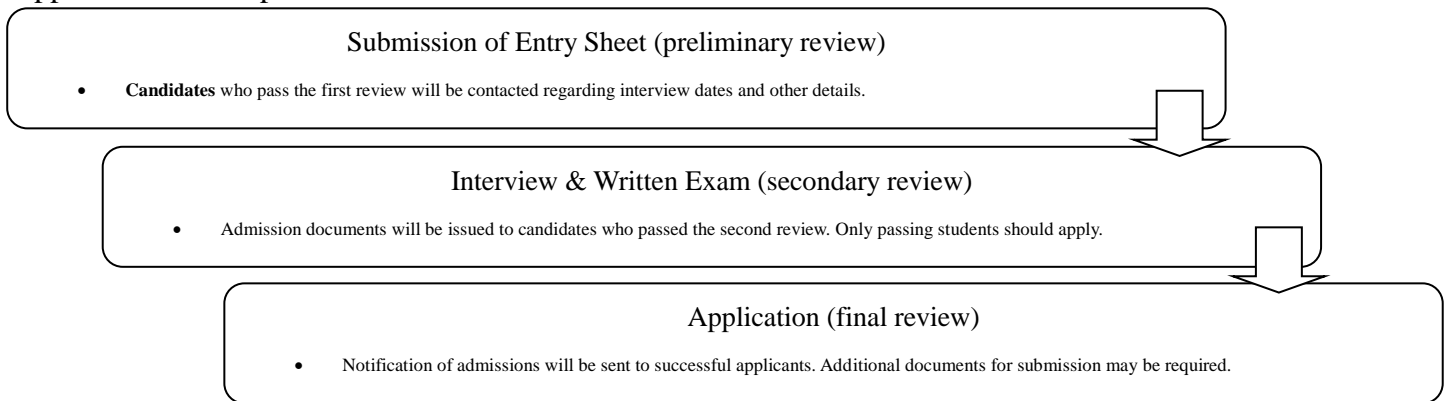 Submission of Entry Sheet (preliminary review)
• Candidates who pass the first review will be contacted regarding interview dates and other details.
Interview & Written Exam (secondary review)
• Admission documents will be issued to candidates who passed the second review. Only passing students should apply.
Application (final review)
• Notification of admissions will be sent to successful applicants. Additional documents for submission may be required.